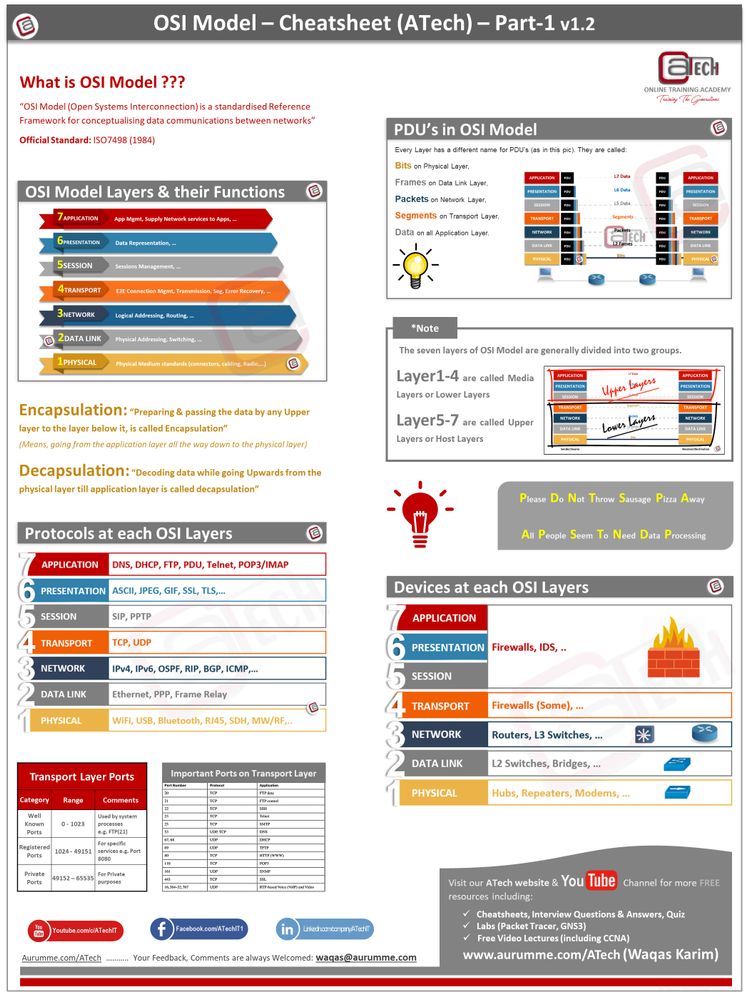 OSI Model – Cheatsheet (ATech) – Part-1 v1.2
ATECH
ONLINE TRAINING ACADEMY
Training The Generations
What is OSI Model ???
“OSI Model (Open Systems Interconnection) is a standardised Reference
Framework for conceptualising data communications between networks”
Official Standard: ISO7498 (1984)
OSI Model Layers & their Functions
7 APPLICATION App Mgmt, Supply Network services to Apps, ...
6 PRESENTATION Data Representation, ...
5 SESSION Sessions Management, ...
4 TRANSPORT E2E Connection Mgmt, Transmission, Seg, Error Recovery, ...
3 NETWORK Logical Addressing, Routing, ...
2 DATA LINK Physical Addressing, Switching, ...
1 PHYSICAL Physical Medium standards (connectors, cabling, Radio,...)
Encapsulation: “Preparing & passing the data by any Upper
layer to the layer below it, is called Encapsulation”
(Means, going from the application layer all the way down to the physical layer)
Decapsulation: “Decoding data while going Upwards from the
physical layer till application layer is called decapsulation”
Protocols at each OSI Layers
7 APPLICATION DNS, DHCP, FTP, PDU, Telnet, POP3/IMAP
6 PRESENTATION ASCII, JPEG, GIF, SSL, TLS,...
5 SESSION SIP, PPTP
4 TRANSPORT TCP, UDP
3 NETWORK IPv4, IPv6, OSPF, RIP, BGP, ICMP,...
2 DATA LINK Ethernet, PPP, Frame Relay
1 PHYSICAL WiFi, USB, Bluetooth, RJ45, SDH, MW/RF,..
Transport Layer Ports
Category Range Comments
Well Known Ports 0 - 1023 Used by system processes e.g. FTP(21)
Registered Ports 1024 - 49151 For specific services e.g. Port 8080
Private Ports 49152 – 65535 For Private purposes
Important Ports on Transport Layer
Port Number Protocol Application
20 TCP FTP data
21 TCP FTP control
22 TCP SSH
23 TCP Telnet
25 TCP SMTP
53 UDP, TCP DNS
67, 68 UDP DHCP
69 UDP TFTP
80 TCP HTTP (WWW)
110 TCP POP3
161 UDP SNMP
443 TCP SSL
16,384–32,767 UDP RTP-based Voice (VoIP) and Video
PDU’s in OSI Model
Every Layer has a different name for PDU’s (as in this pic). They are called:
Bits on Physical Layer,
Frames on Data Link Layer,
Packets on Network Layer,
Segments on Transport Layer,
Data on all Application Layer.
APPLICATION PDU L7 Data PDU APPLICATION
PRESENTATION PDU L6 Data PDU PRESENTATION
SESSION PDU L5 Data PDU SESSION
TRANSPORT PDU Segments PDU TRANSPORT
NETWORK PDU Packets PDU NETWORK
DATA LINK PDU L2 Frames PDU DATA LINK
PHYSICAL PDU Bits PDU PHYSICAL
*Note
The seven layers of OSI Model are generally divided into two groups.
Layer1-4 are called Media
Layers or Lower Layers
Layer5-7 are called Upper
Layers or Host Layers
APPLICATION APPLICATION
PRESENTATION PRESENTATION
SESSION SESSION
Upper Layers
TRANSPORT TRANSPORT
NETWORK NETWORK
DATA LINK DATA LINK
PHYSICAL PHYSICAL
Lower Layers
Please Do Not Throw Sausage Pizza Away
All People Seem To Need Data Processing
Devices at each OSI Layers
7 APPLICATION
6 PRESENTATION Firewalls, IDS, ..
5 SESSION
4 TRANSPORT Firewalls (Some), ...
3 NETWORK Routers, L3 Switches, ...
2 DATA LINK L2 Switches, Bridges, ...
1 PHYSICAL Hubs, Repeaters, Modems, ...
Visit our ATech website & YouTube Channel for more FREE
resources including:
✓ Cheatsheets, Interview Questions & Answers, Quiz
✓ Labs (Packet Tracer, GNS3)
✓ Free Video Lectures (including CCNA)
www.aurumme.com/ATech (Waqas Karim)
You Tube Youtube.com/c/ATechIT
f Facebook.com/ATechIT1
in Linkedin.com/company/ATechIT
Aurumme.com/ATech ........... Your Feedback, Comments are always Welcomed: waqas@aurumme.com